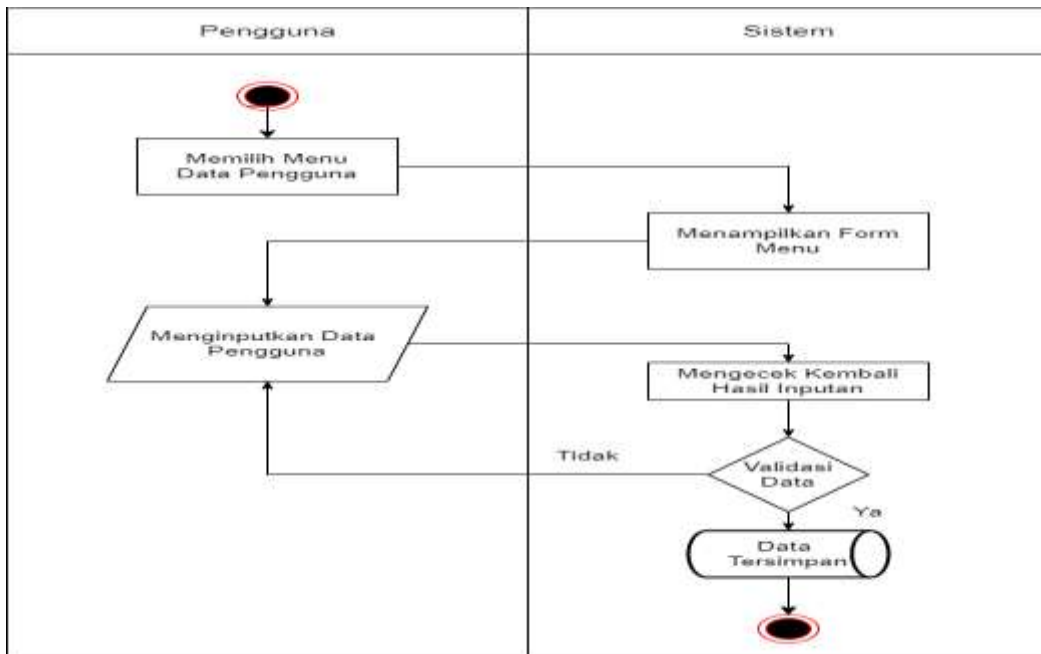 Pengguna
Sistem
Memilih Menu
Data Pengguna
Menampilkan Form
Menu
Menginputkan Data
Pengguna
Mengecek Kembali
Hasil Inputan
Tidak
Validasi
Data
Ya
Data
Tersimpan